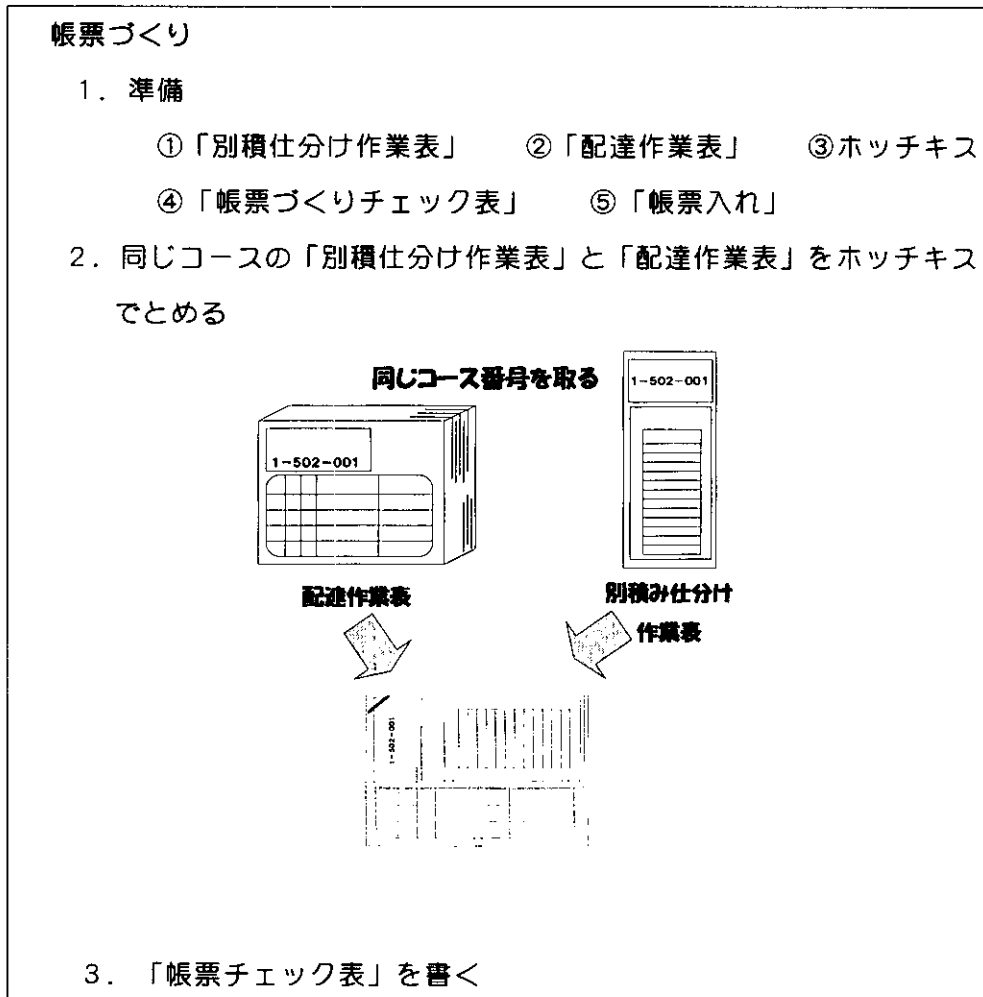 帳票づくり
1．準備
①「別積仕分け作業表」　②「配達作業表」　③ホッチキス
④「帳票づくりチェック表」　⑤「帳票入れ」
2．同じコースの「別積仕分け作業表」と「配達作業表」をホッチキス
でとめる
同じコース番号を取る
1-502-001
1-502-001
配達作業表
別積み仕分け
作業表
1-502-001
3．「帳票チェック表」を書く